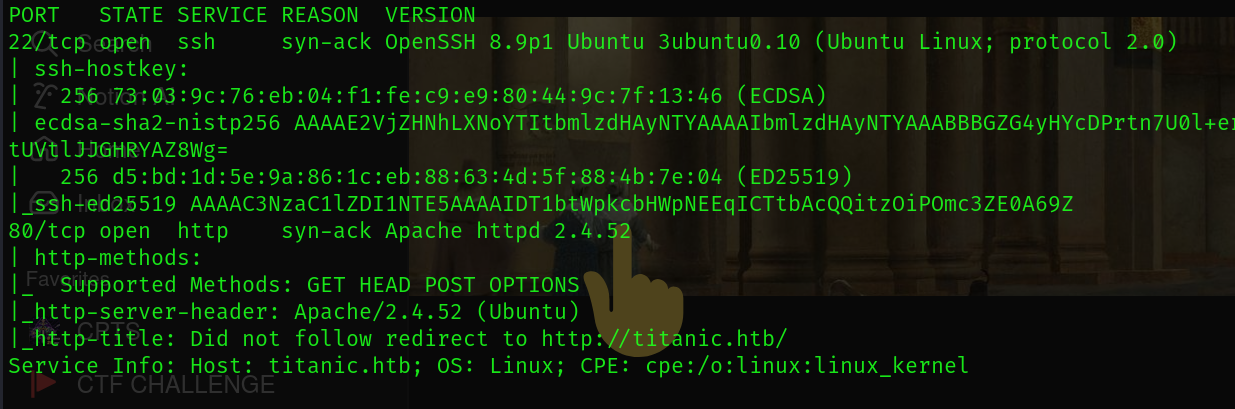 PORT   STATE SERVICE REASON  VERSION
22/tcp open  ssh     syn-ack OpenSSH 8.9p1 Ubuntu 3ubuntu0.10 (Ubuntu Linux; protocol 2.0)
| ssh-hostkey:
|   256 73:03:9c:76:eb:04:f1:fe:c9:e9:80:44:9c:7f:13:46 (ECDSA)
| ecdsa-sha2-nistp256 AAAAE2VjZHNhLXNoYTItbmlzdHAyNTYAAAAIbmlzdHAyNTYAAABBBGZG4yHYcDPrtn7U0l+er
tUVtlJJGHRYAZ8Wg=
|   256 d5:bd:1d:5e:9a:86:1c:eb:88:63:4d:5f:88:4b:7e:04 (ED25519)
|_ssh-ed25519 AAAAC3NzaC1lZDI1NTE5AAAAIDT1btWpkcbHWpNEEqICTtbAcQQitzOiPOmc3ZE0A69Z
80/tcp open  http    syn-ack Apache httpd 2.4.52
| http-methods:
|_  Supported Methods: GET HEAD POST OPTIONS
|_http-server-header: Apache/2.4.52 (Ubuntu)
|_http-title: Did not follow redirect to http://titanic.htb/
Service Info: Host: titanic.htb; OS: Linux; CPE: cpe:/o:linux:linux_kernel
Search
Notion AI
Home
Inbox
Favorites
CPTS
CTF CHALLENGE